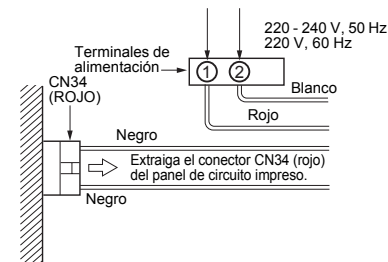 220 - 240 V, 50 Hz
220 V, 60 Hz
Terminales de
alimentación
1 2
CN34
(ROJO)
Blanco
Rojo
Negro
Extraiga el conector CN34 (rojo)
del panel de circuito impreso.
Negro